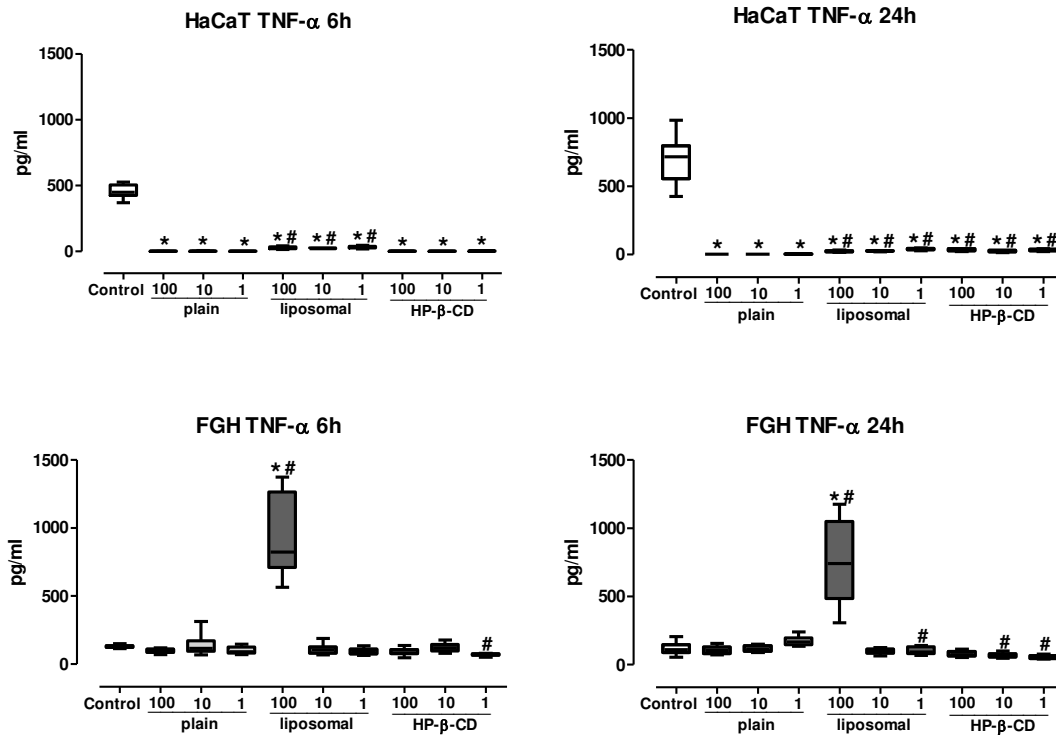 HaCaT TNF-α 6h
1500
1000
500
0
pg/ml
*
*
*
*#
*#
*#
*
*
*
Control 100 10 1 100 10 1 100 10 1
plain liposomal HP-β-CD
HaCaT TNF-α 24h
1500
1000
500
0
pg/ml
*
*
*
*#
*#
*#
*#
*#
*#
Control 100 10 1 100 10 1 100 10 1
plain liposomal HP-β-CD
FGH TNF-α 6h
1500
1000
500
0
pg/ml
*#
#
Control 100 10 1 100 10 1 100 10 1
plain liposomal HP-β-CD
FGH TNF-α 24h
1500
1000
500
0
pg/ml
*#
#
#
#
Control 100 10 1 100 10 1 100 10 1
plain liposomal HP-β-CD